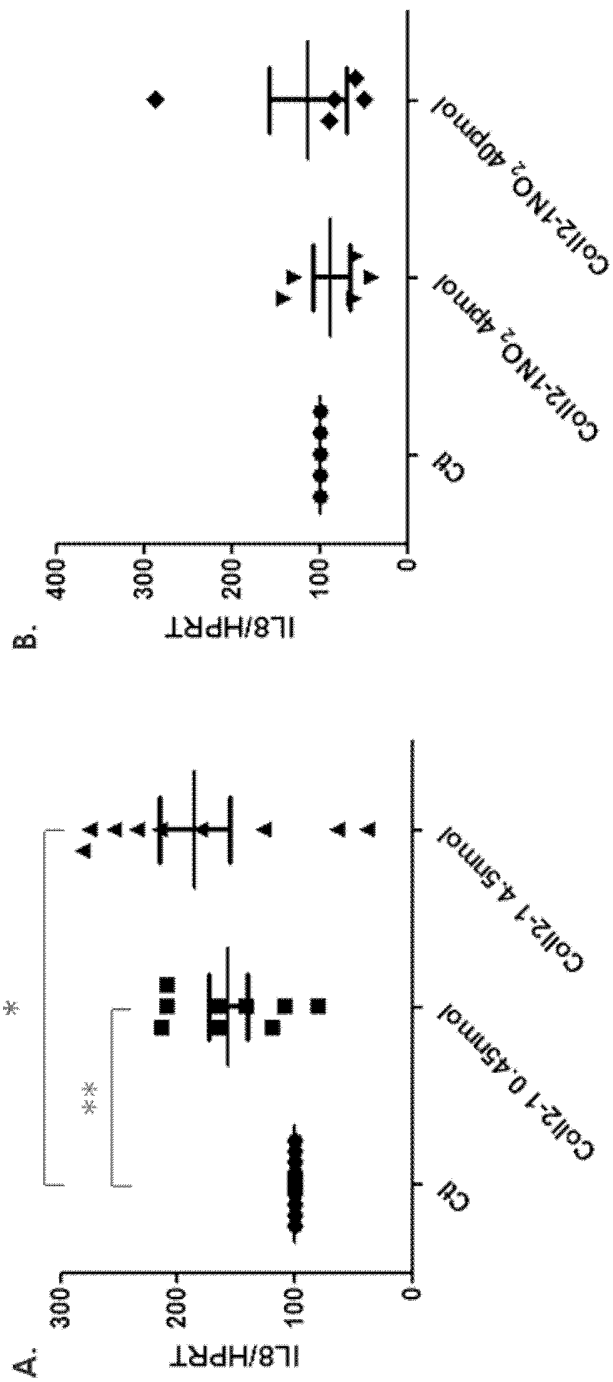 A.
IL8/HPRT
300
200
100
0
*
**
Ctl
Coll2-1 0.45nmol
Coll2-1 4.5nmol
B.
IL8/HPRT
400
300
200
100
0
Ctl
Coll2-1NO₂ 4pmol
Coll2-1NO₂ 40pmol